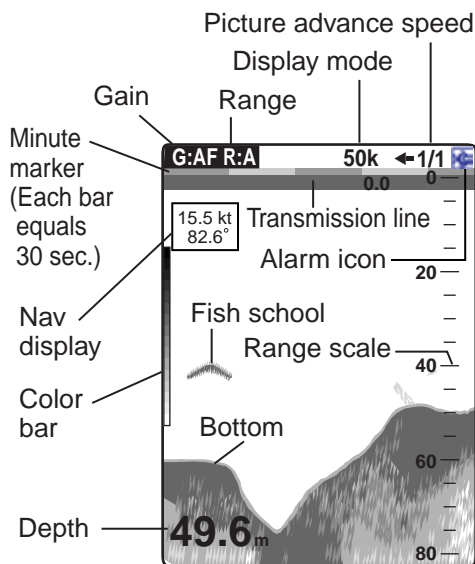 Picture advance speed
Display mode
Gain
Range
Minute
marker
(Each bar
equals
30 sec.)
G:AF R:A
50k
1/1
0
0.0
15.5 kt
82.6°
Transmission line
Alarm icon
20
Nav
display
Fish school
Range scale
40
Color
bar
Bottom
60
Depth
49.6m
80